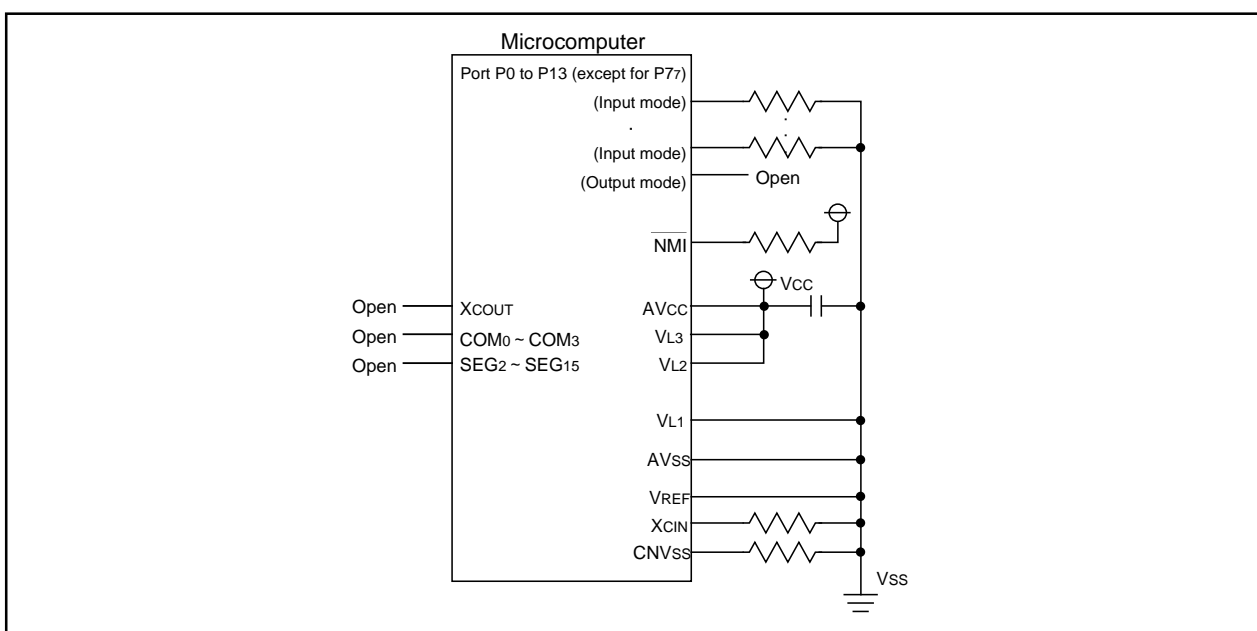 Microcomputer
Port P0 to P13 (except for P77)
(Input mode)
(Input mode)
(Output mode)
Open
NMI
VCC
Open
XCOUT
AVCC
Open
COM0 ~ COM3
VL3
Open
SEG2 ~ SEG15
VL2
VL1
AVSS
VREF
XCIN
CNVSS
VSS